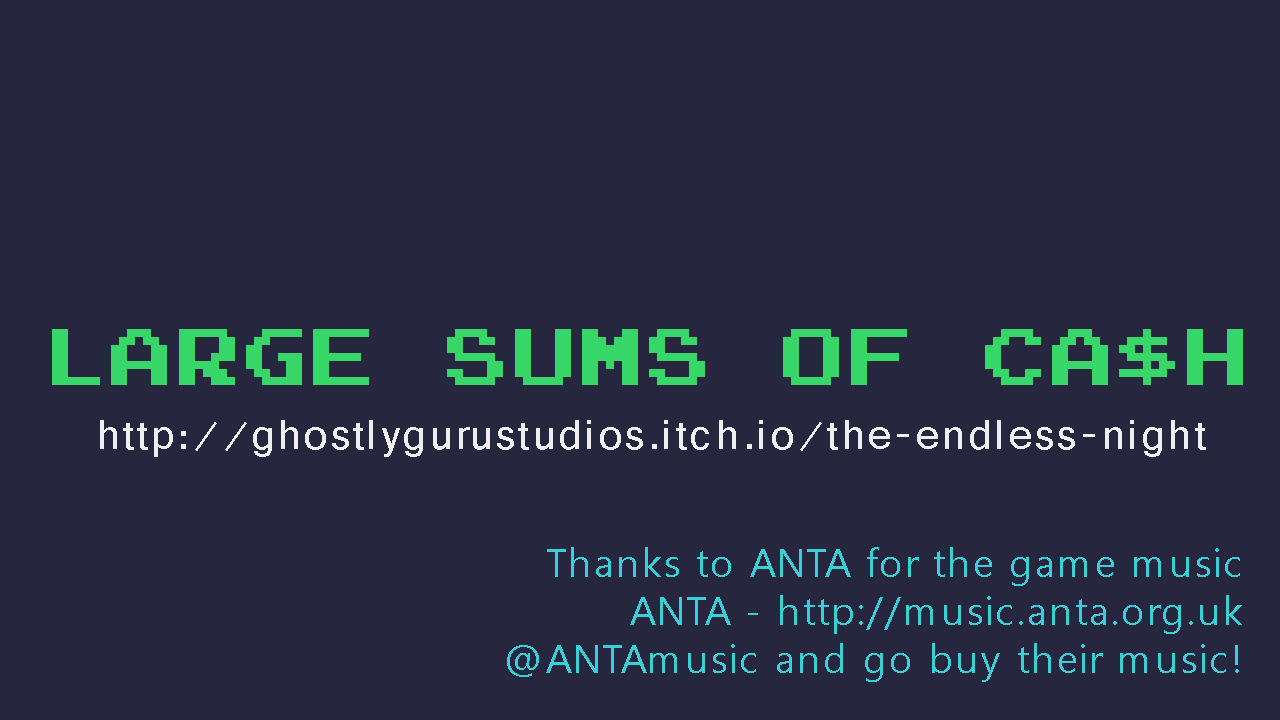 LARGE SUMS OF CA$H
http://ghostlygurustudios.itch.io/the-endless-night
Thanks to ANTA for the game music
ANTA - http://music.anta.org.uk
@ANTAmusic and go buy their music!